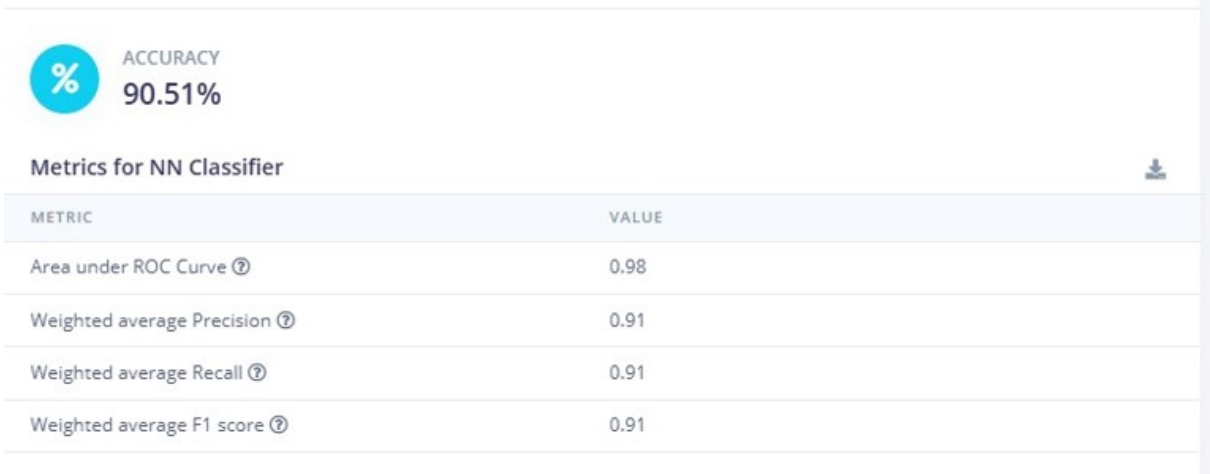 %
ACCURACY
90.51%
Metrics for NN Classifier
METRIC VALUE
Area under ROC Curve ? 0.98
Weighted average Precision ? 0.91
Weighted average Recall ? 0.91
Weighted average F1 score ? 0.91